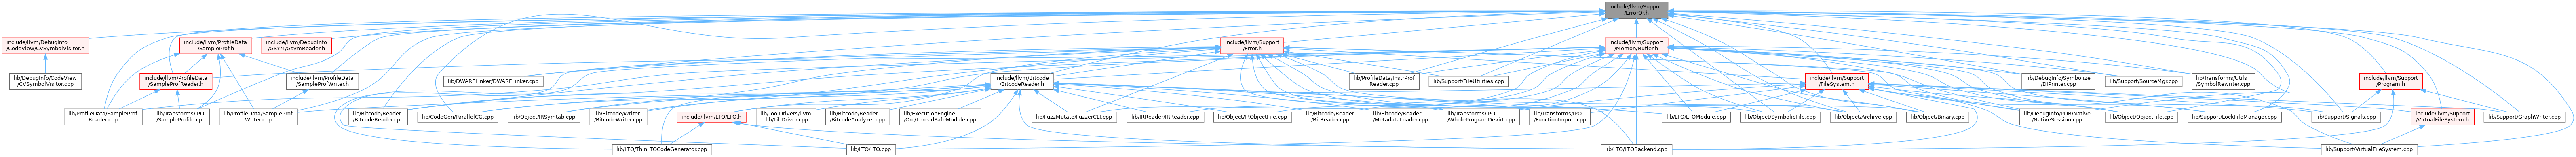 include/llvm/Support
/ErrorOr.h
include/llvm/DebugInfo
/CodeView/CVSymbolVisitor.h
include/llvm/ProfileData
/SampleProf.h
include/llvm/DebugInfo
/GSYM/GsymReader.h
include/llvm/Support
/Error.h
include/llvm/Support
/MemoryBuffer.h
lib/DebugInfo/CodeView
/CVSymbolVisitor.cpp
include/llvm/ProfileData
/SampleProfReader.h
include/llvm/ProfileData
/SampleProfWriter.h
lib/DWARFLinker/DWARFLinker.cpp
include/llvm/Bitcode
/BitcodeReader.h
lib/ProfileData/InstrProf
Reader.cpp
lib/Support/FileUtilities.cpp
include/llvm/Support
/FileSystem.h
lib/DebugInfo/Symbolize
/DIPrinter.cpp
lib/Support/SourceMgr.cpp
lib/Transforms/Utils
/SymbolRewriter.cpp
include/llvm/Support
/Program.h
lib/ProfileData/SampleProf
Reader.cpp
lib/Transforms/IPO
/SampleProfile.cpp
lib/ProfileData/SampleProf
Writer.cpp
lib/Bitcode/Reader
/BitcodeReader.cpp
lib/CodeGen/ParallelCG.cpp
lib/Object/IRSymtab.cpp
lib/Bitcode/Writer
/BitcodeWriter.cpp
include/llvm/LTO/LTO.h
lib/ToolDrivers/llvm
-lib/LibDriver.cpp
lib/Bitcode/Reader
/BitcodeAnalyzer.cpp
lib/ExecutionEngine
/Orc/ThreadSafeModule.cpp
lib/FuzzMutate/FuzzerCLI.cpp
lib/IRReader/IRReader.cpp
lib/Object/IRObjectFile.cpp
lib/Bitcode/Reader
/BitReader.cpp
lib/Bitcode/Reader
/MetadataLoader.cpp
lib/Transforms/IPO
/WholeProgramDevirt.cpp
lib/Transforms/IPO
/FunctionImport.cpp
lib/LTO/LTOModule.cpp
lib/Object/SymbolicFile.cpp
lib/Object/Archive.cpp
lib/Object/Binary.cpp
lib/DebugInfo/PDB/Native
/NativeSession.cpp
lib/Object/ObjectFile.cpp
lib/Support/LockFileManager.cpp
lib/Support/Signals.cpp
include/llvm/Support
/VirtualFileSystem.h
lib/Support/GraphWriter.cpp
lib/LTO/ThinLTOCodeGenerator.cpp
lib/LTO/LTO.cpp
lib/LTO/LTOBackend.cpp
lib/Support/VirtualFileSystem.cpp